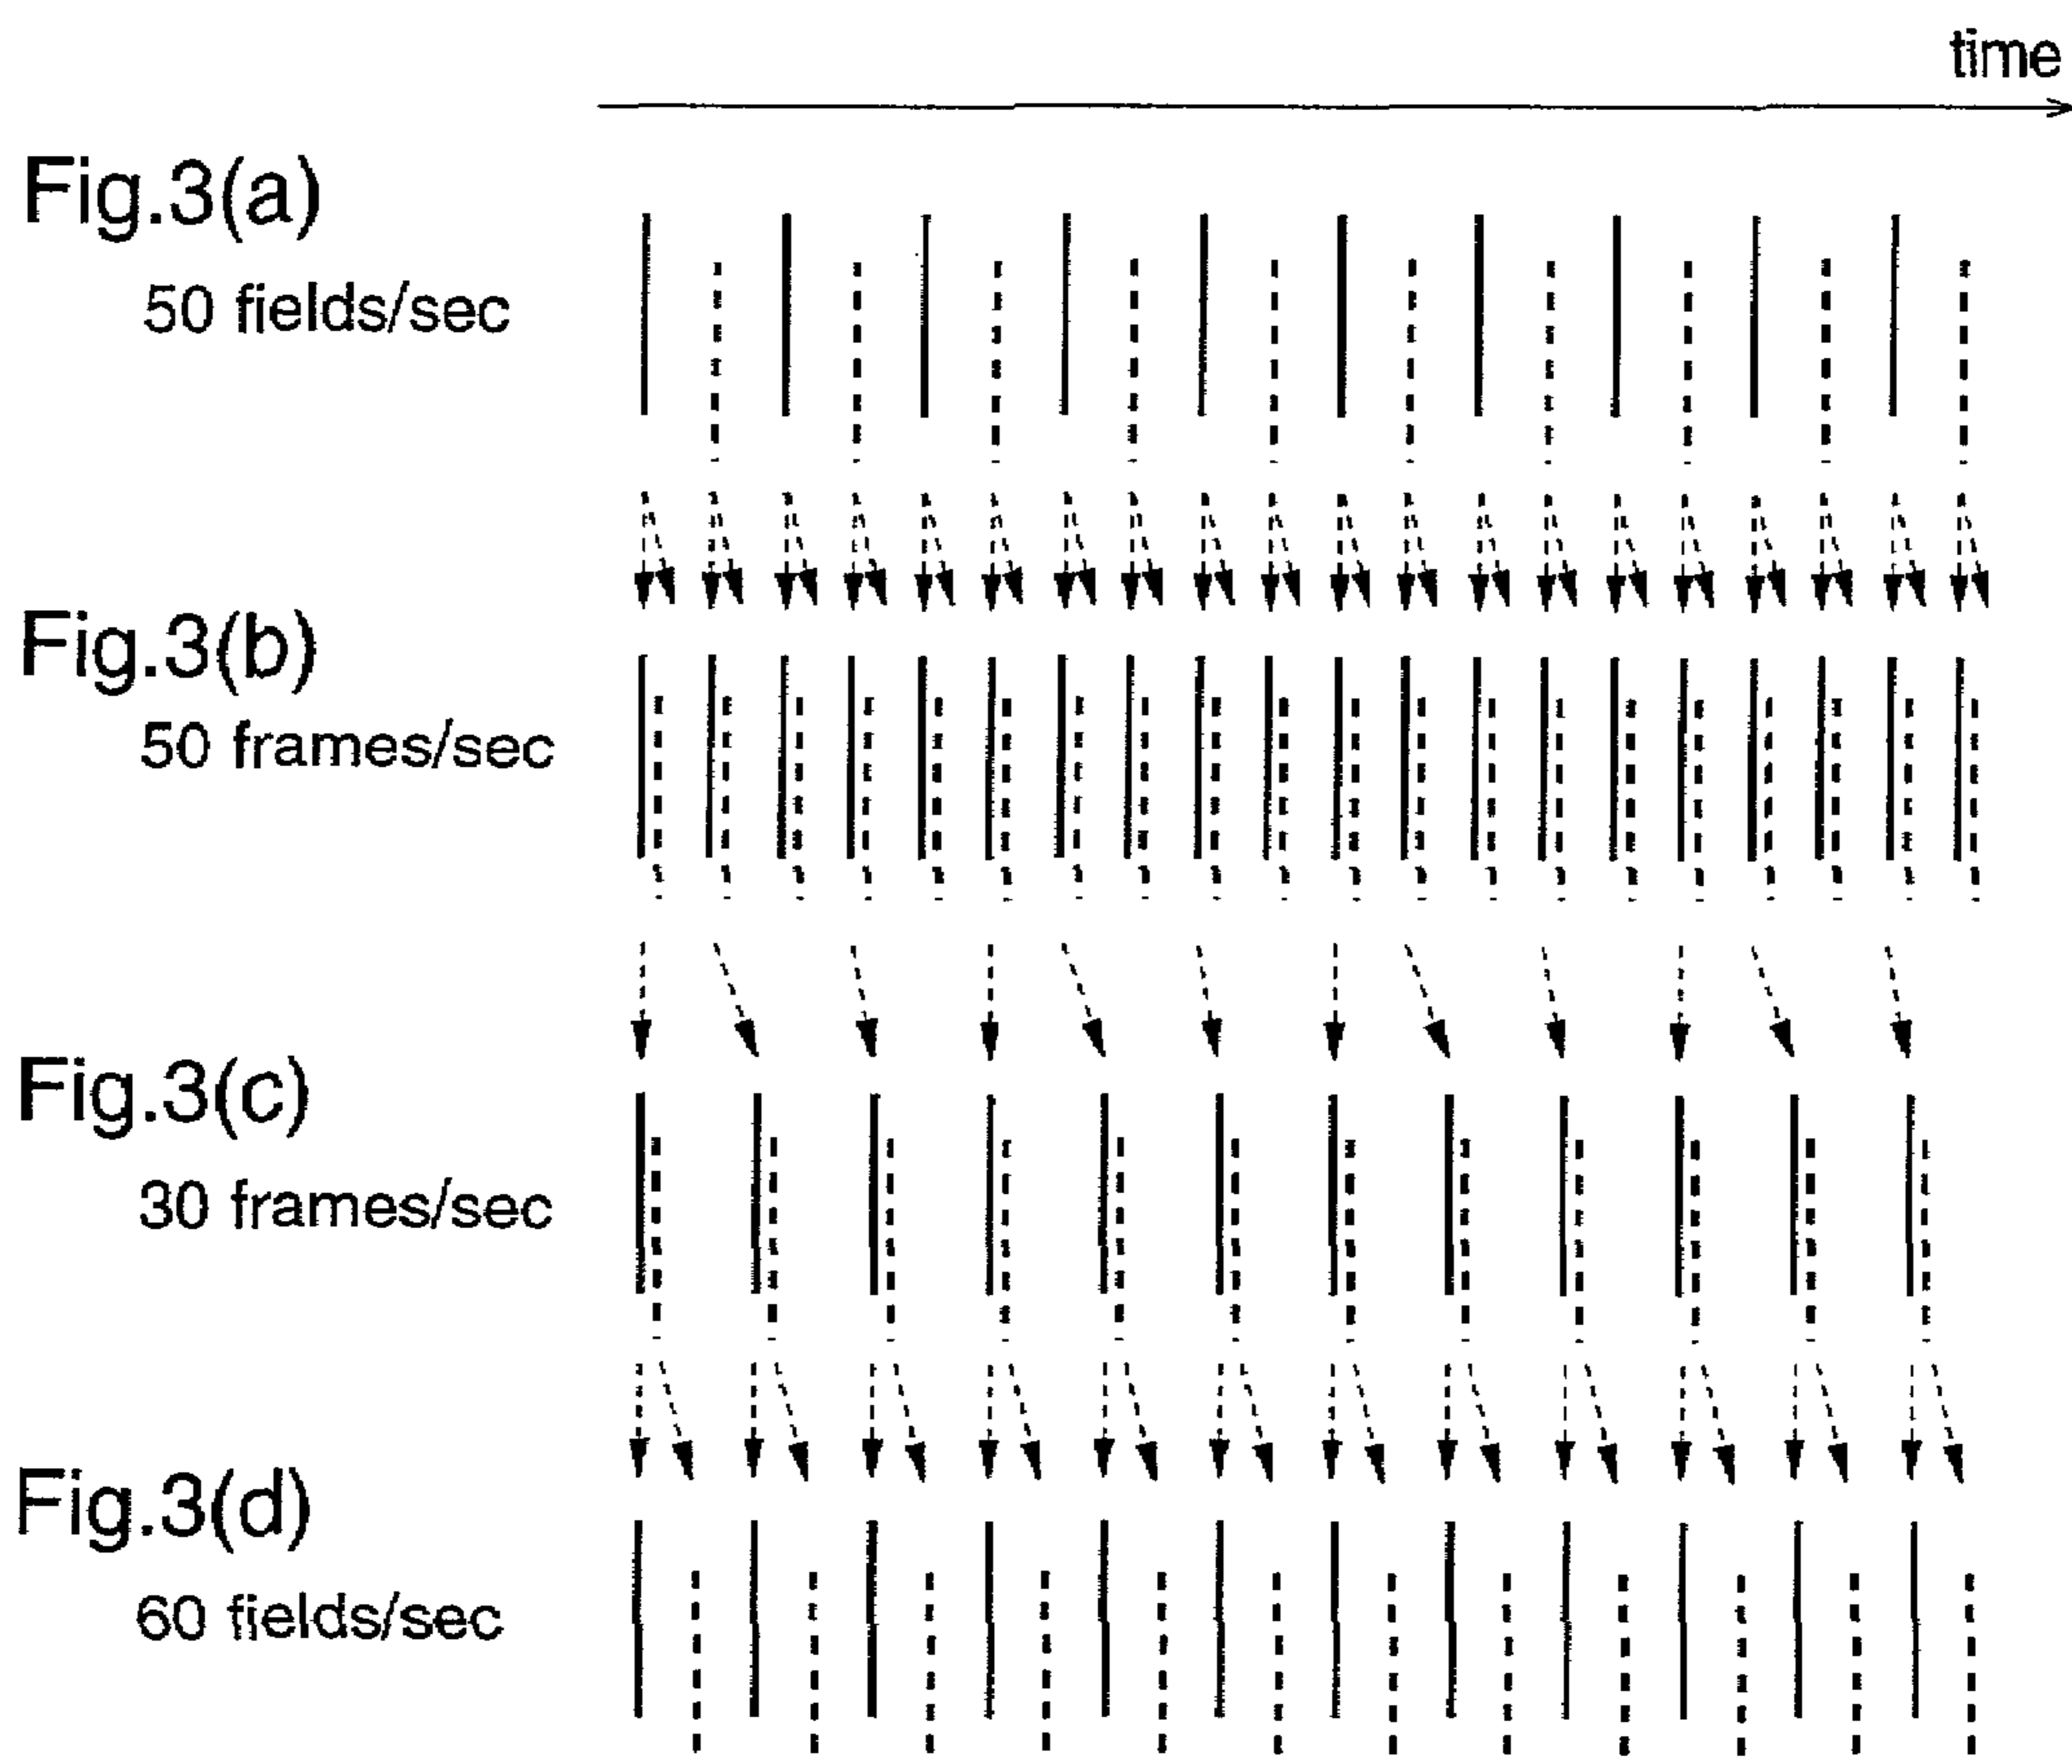 time
Fig.3(a)
50 fields/sec
Fig.3(b)
50 frames/sec
Fig.3(c)
30 frames/sec
Fig.3(d)
60 fields/sec